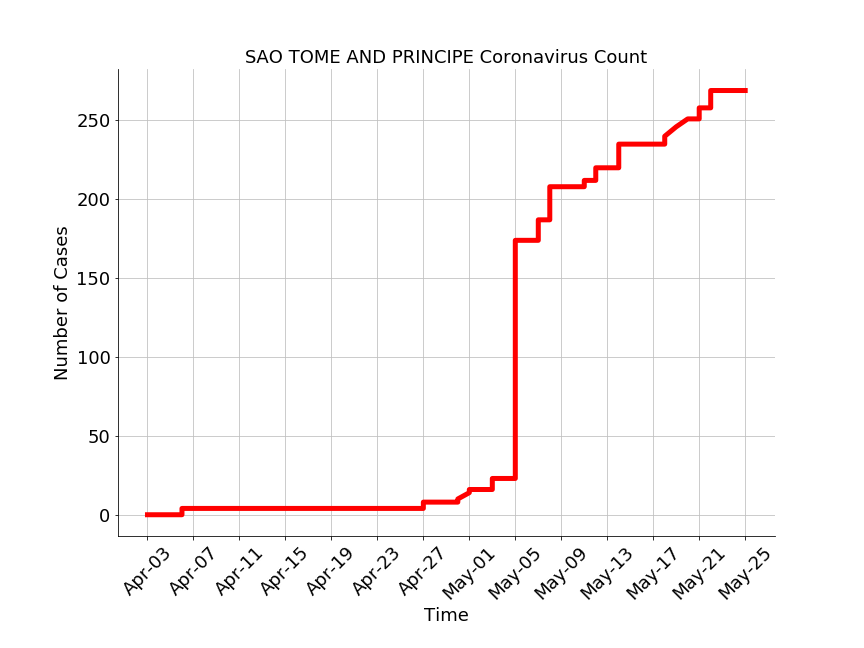 SAO TOME AND PRINCIPE Coronavirus Count
Number of Cases
250
200
150
100
50
0
Apr-03
Apr-07
Apr-11
Apr-15
Apr-19
Apr-23
Apr-27
May-01
May-05
May-09
May-13
May-17
May-21
May-25
Time